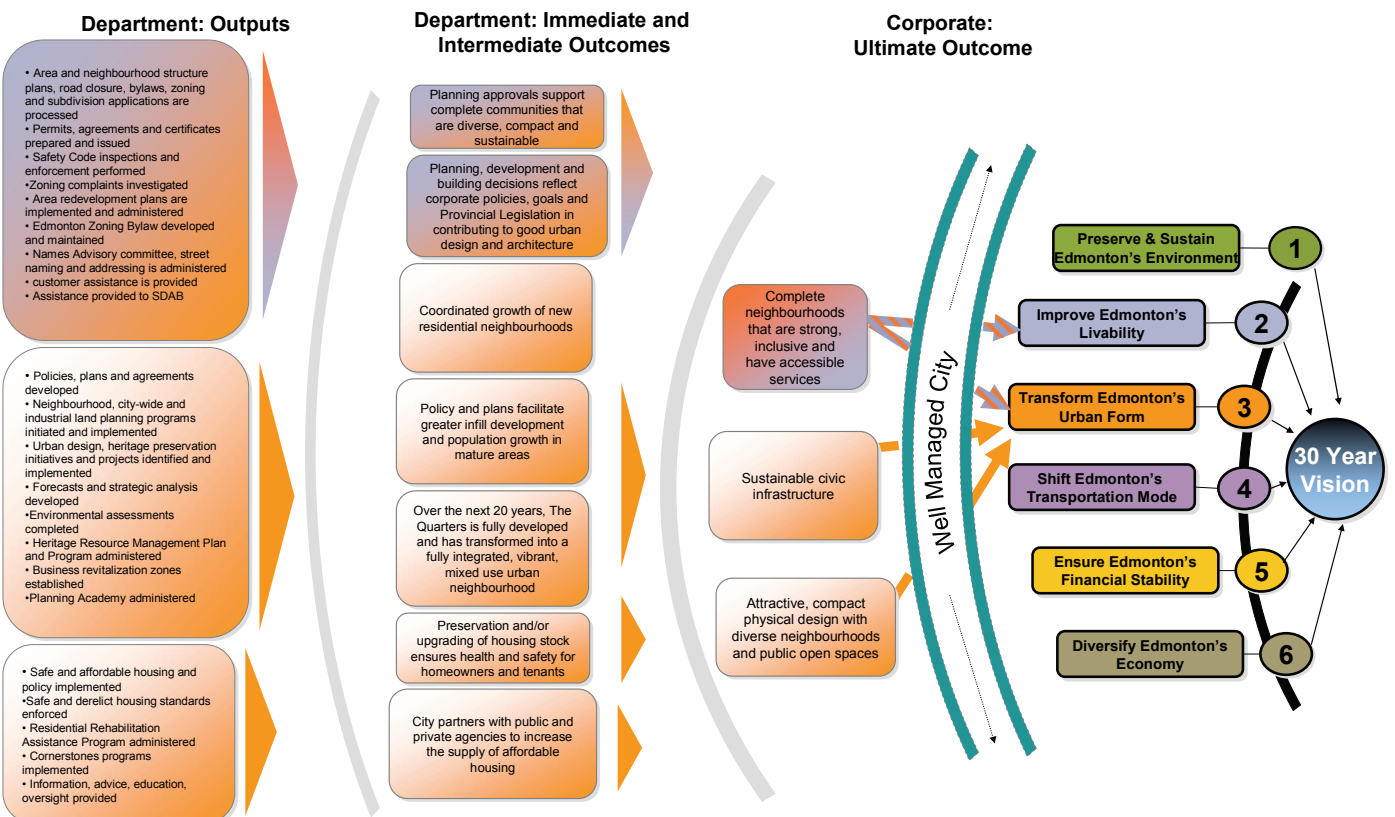 Department: Outputs
• Area and neighbourhood structure
plans, road closure, bylaws, zoning
and subdivision applications are
processed
• Permits, agreements and certificates
prepared and issued
• Safety Code inspections and
enforcement performed
•Zoning complaints investigated
• Area redevelopment plans are
implemented and administered
• Edmonton Zoning Bylaw developed
and maintained
• Names Advisory committee, street
naming and addressing is administered
• customer assistance is provided
• Assistance provided to SDAB
• Policies, plans and agreements
developed
• Neighbourhood, city-wide and
industrial land planning programs
initiated and implemented
• Urban design, heritage preservation
initiatives and projects identified and
implemented
• Forecasts and strategic analysis
developed
•Environmental assessments
completed
• Heritage Resource Management Plan
and Program administered
• Business revitalization zones
established
•Planning Academy administered
• Safe and affordable housing and
policy implemented
•Safe and derelict housing standards
enforced
• Residential Rehabilitation
Assistance Program administered
• Cornerstones programs
implemented
• Information, advice, education,
oversight provided
Department: Immediate and
Intermediate Outcomes
Planning approvals support
complete communities that
are diverse, compact and
sustainable
Planning, development and
building decisions reflect
corporate policies, goals and
Provincial Legislation in
contributing to good urban
design and architecture
Coordinated growth of new
residential neighbourhoods
Policy and plans facilitate
greater infill development
and population growth in
mature areas
Over the next 20 years, The
Quarters is fully developed
and has transformed into a
fully integrated, vibrant,
mixed use urban
neighbourhood
Preservation and/or
upgrading of housing stock
ensures health and safety for
homeowners and tenants
City partners with public and
private agencies to increase
the supply of affordable
housing
Corporate:
Ultimate Outcome
Complete
neighbourhoods
that are strong,
inclusive and
have accessible
services
Sustainable civic
infrastructure
Attractive, compact
physical design with
diverse neighbourhoods
and public open spaces
Well Managed City
Preserve & Sustain
Edmonton's Environment
1
Improve Edmonton's
Livability
2
Transform Edmonton's
Urban Form
3
Shift Edmonton's
Transportation Mode
4
Ensure Edmonton's
Financial Stability
5
Diversify Edmonton's
Economy
6
30 Year
Vision